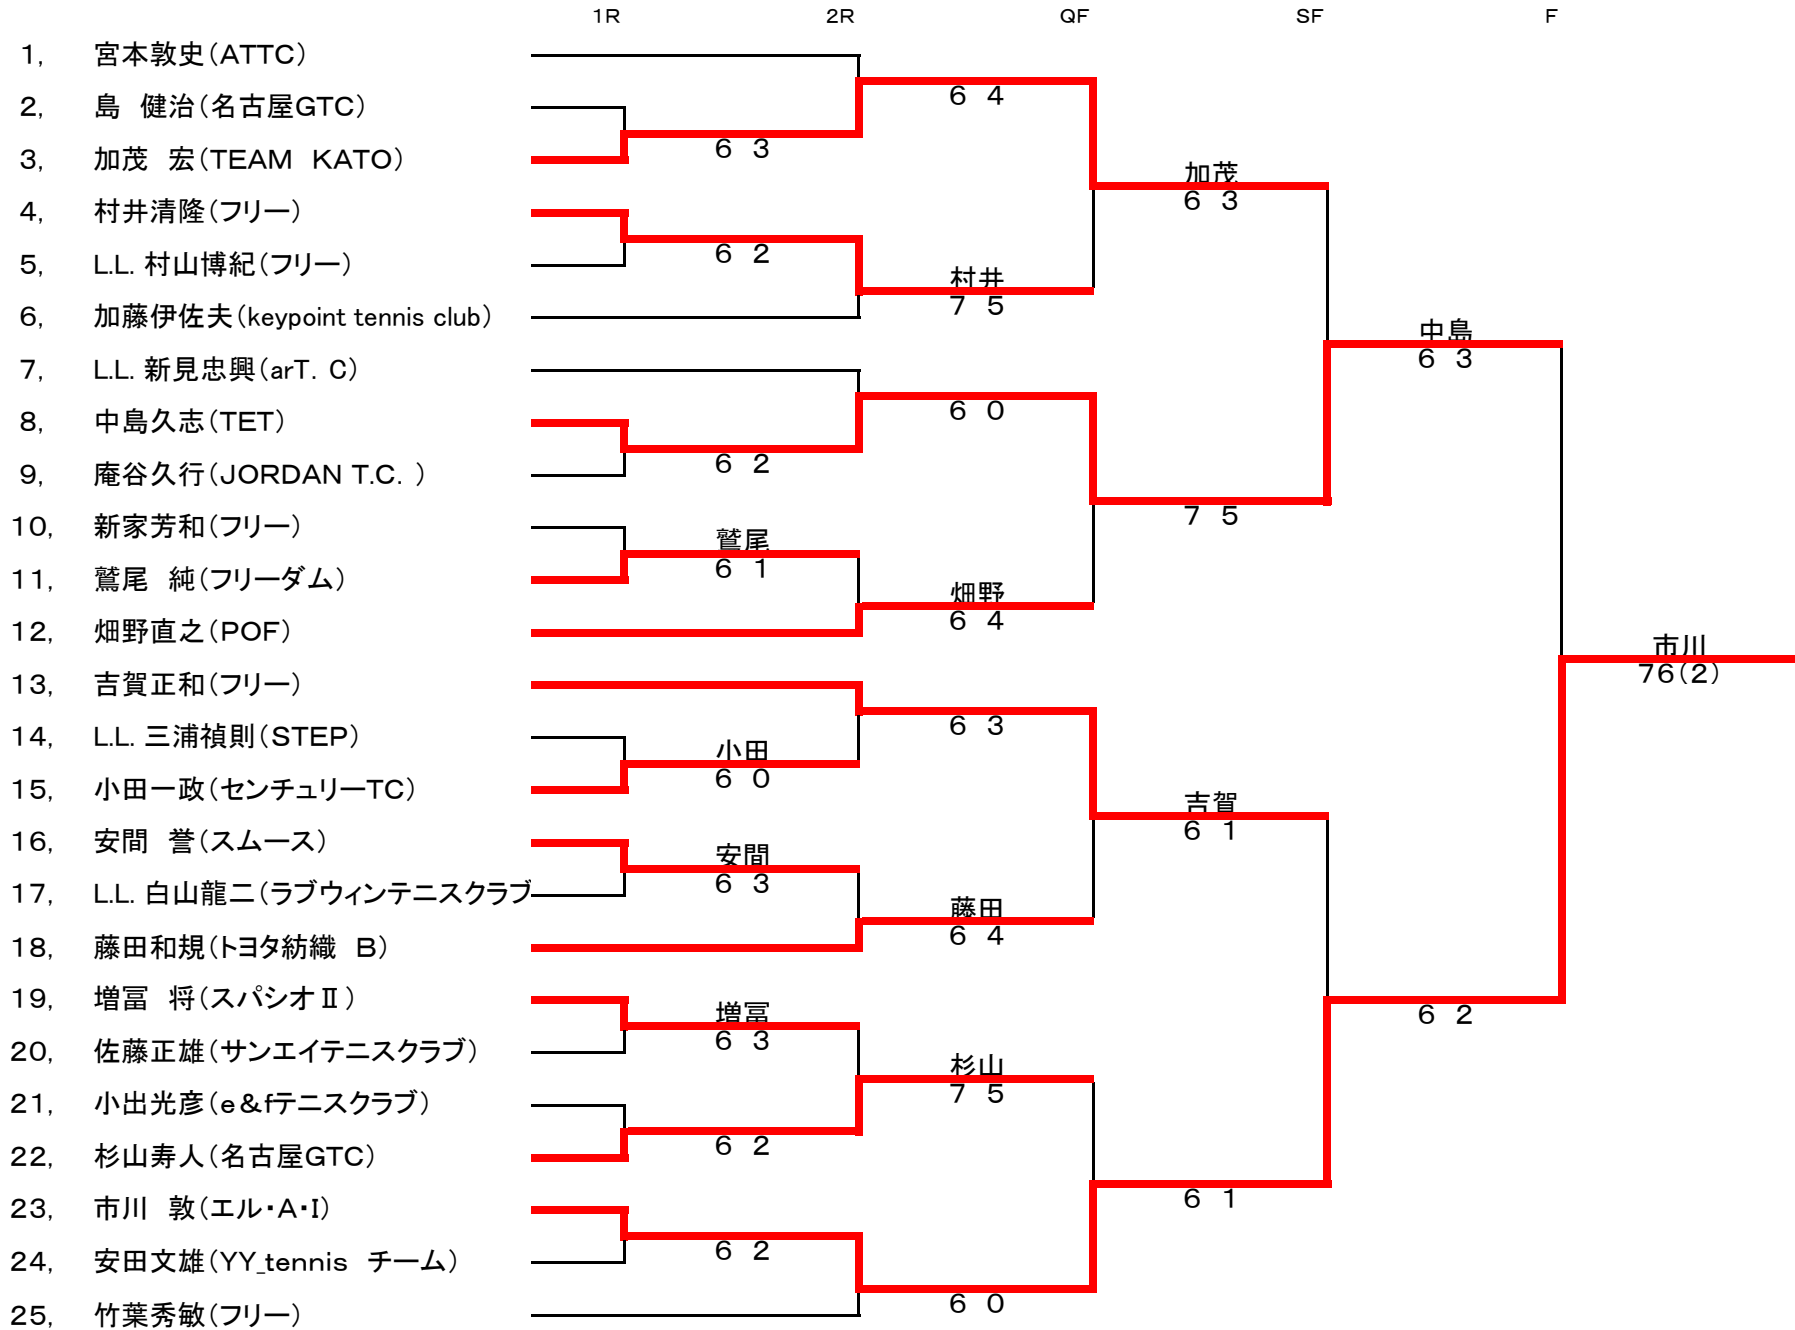 1R 2R QF SF F
1, 宮本敦史(ATTC)
6 4
2, 島　健治(名古屋GTC)
6 3
3, 加茂　宏(TEAM　KATO)
加茂
6 3
4, 村井清隆(フリー)
6 2
5, L.L. 村山博紀(フリー)
村井
7 5
6, 加藤伊佐夫(keypoint tennis club)
中島
6 3
7, L.L. 新見忠興(arT. C)
6 0
8, 中島久志(TET)
6 2
9, 庵谷久行(JORDAN T.C. )
7 5
10, 新家芳和(フリー)
鷲尾
6 1
11, 鷲尾　純(フリーダム)
畑野
6 4
12, 畑野直之(POF)
市川
76(2)
13, 吉賀正和(フリー)
6 3
14, L.L. 三浦禎則(STEP)
小田
6 0
15, 小田一政(センチュリーTC)
吉賀
6 1
16, 安間　誉(スムース)
安間
6 3
17, L.L. 白山龍二(ラブウィンテニスクラブ
藤田
6 4
18, 藤田和規(トヨタ紡織　B)
19, 増冨　将(スパシオⅡ)
増冨
6 3
6 2
20, 佐藤正雄(サンエイテニスクラブ)
杉山
7 5
21, 小出光彦(e&fテニスクラブ)
6 2
22, 杉山寿人(名古屋GTC)
6 1
23, 市川　敦(エル・A・I)
6 2
24, 安田文雄(YY_tennis　チーム)
6 0
25, 竹葉秀敏(フリー)